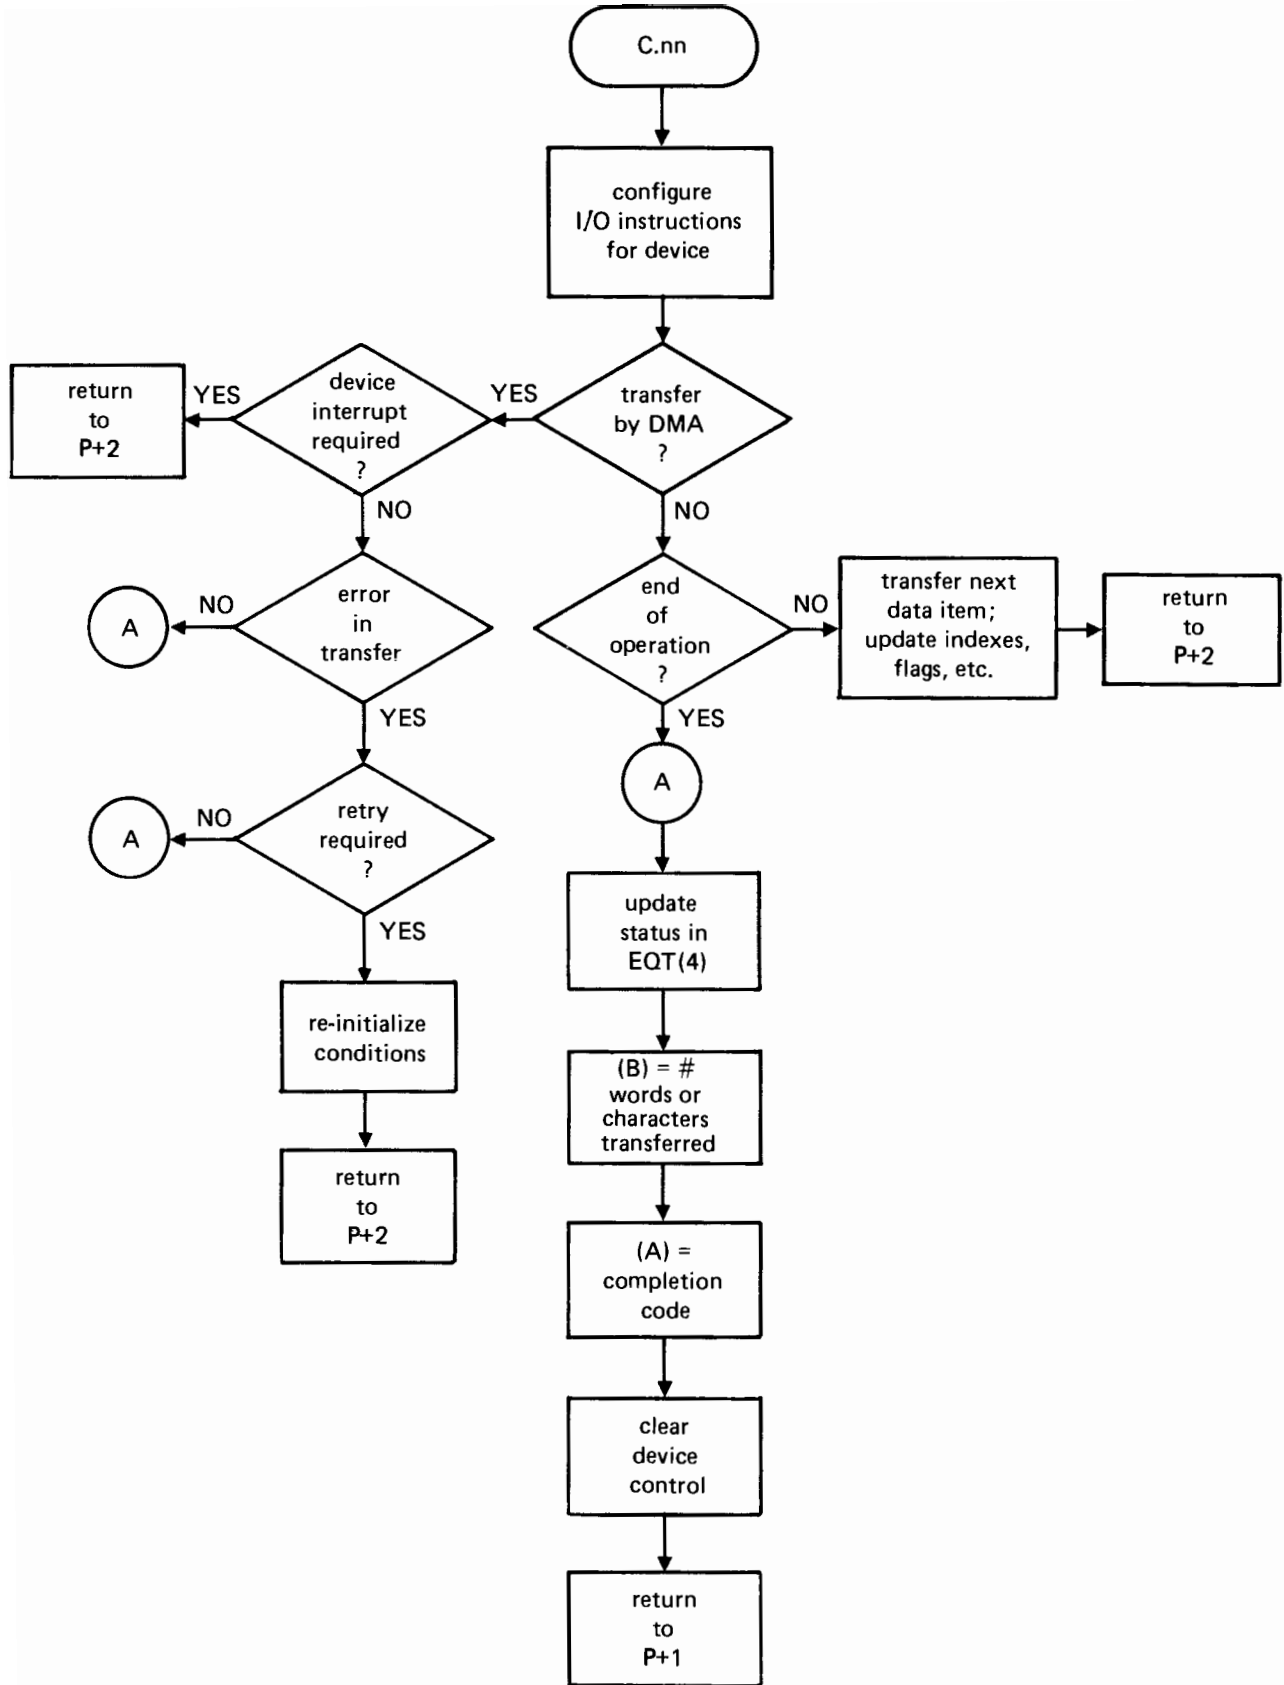 C.nn
configure
I/O instructions
for device
return
to
P+2
YES
device
interrupt
required
?
YES
transfer
by DMA
?
NO
NO
A
NO
error
in
transfer
end
of
operation
?
NO
transfer next
data item;
update indexes,
flags, etc.
return
to
P+2
YES
YES
A
A
NO
retry
required
?
YES
update
status in
EQT(4)
re-initialize
conditions
(B) = #
words or
characters
transferred
return
to
P+2
(A) =
completion
code
clear
device
control
return
to
P+1